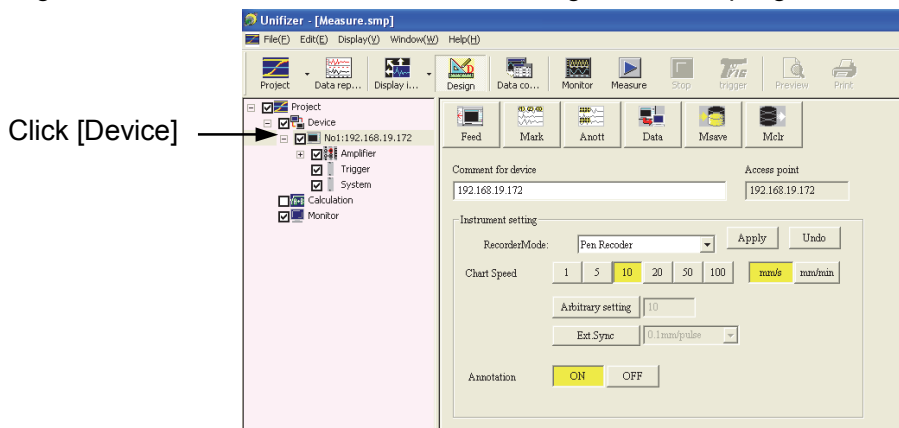 Unifizer - [Measure.smp]
File(F) Edit(E) Display(V) Window(W) Help(H)
Project Data rep... Display i... Design Data co... Monitor Measure Stop trigger Preview Print
Click [Device]
Project
Device
No1:192.168.19.172
Amplifier
Trigger
System
Calculation
Monitor
Feed Mark Anott Data Msave Mclr
Comment for device Access point
192.168.19.172 192.168.19.172
Instrument setting
RecorderMode: Pen Recoder Apply Undo
Chart Speed 1 5 10 20 50 100 mm/s mm/min
Arbitrary setting 10
Ext.Sync 0.1mm/pulse
Annotation ON OFF